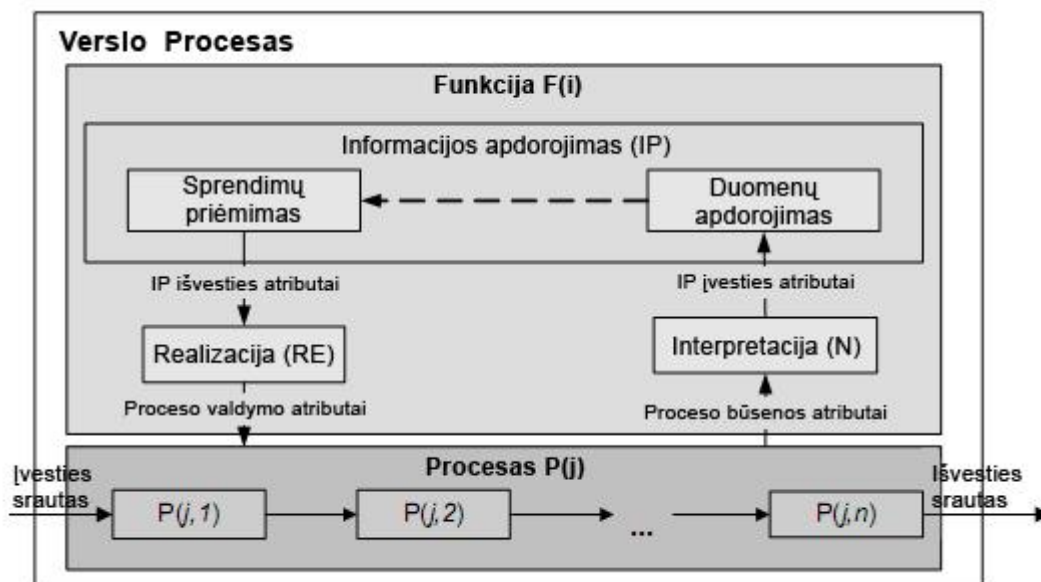 Verslo Procesas
Funkcija F(i)
Informacijos apdorojimas (IP)
Sprendimų
priėmimas
Duomenų
apdorojimas
IP išvesties atributai
IP įvesties atributai
Realizacija (RE)
Interpretacija (N)
Proceso valdymo atributai
Proceso būsenos atributai
Procesas P(j)
Įvesties
srautas
P(j,1)
P(j,2)
...
P(j,n)
Išvesties
srautas